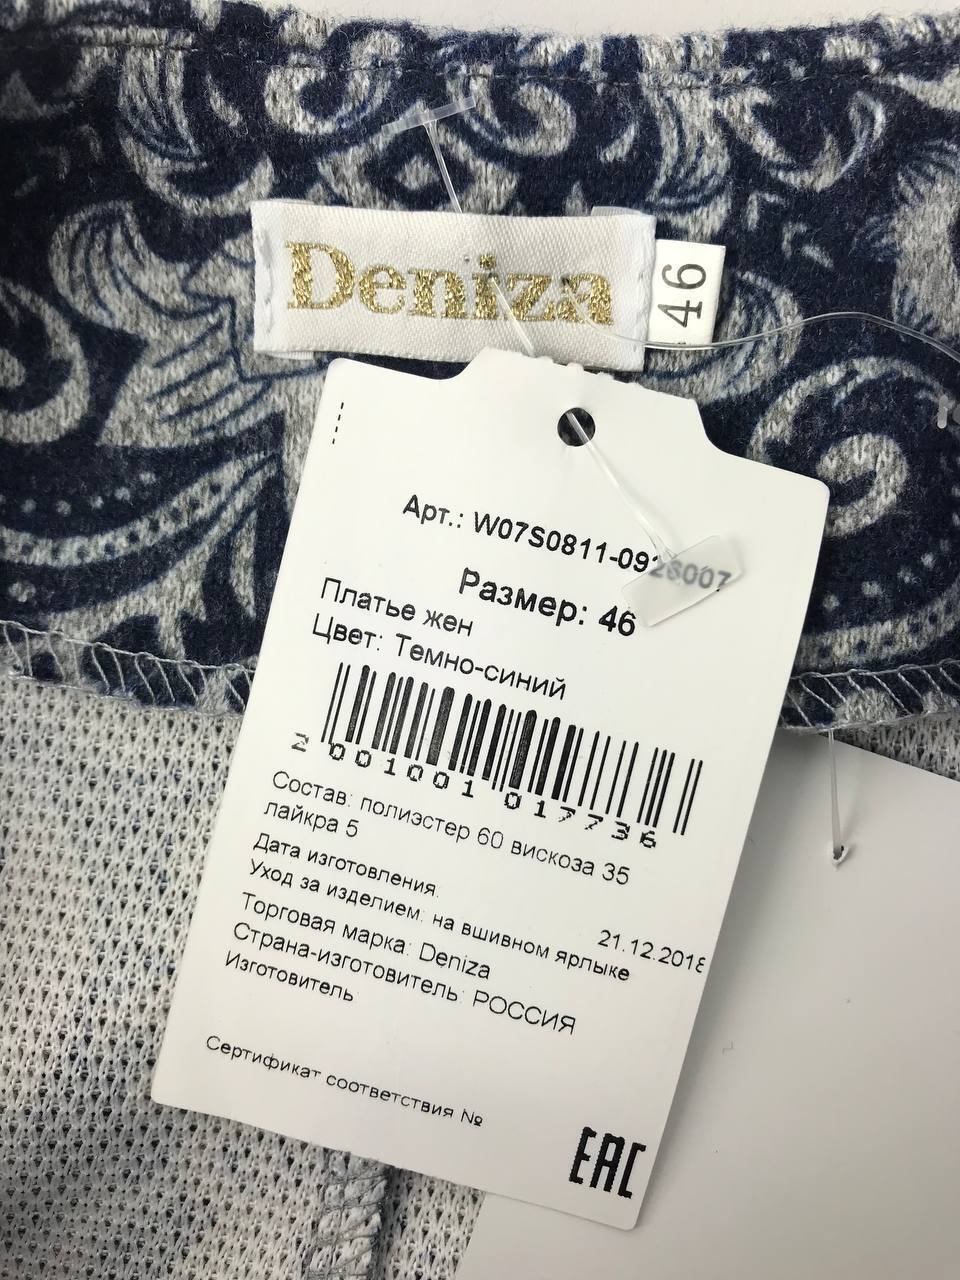 Deniza
46
Арт.: W07S0811-0926007
Размер: 46
Платье жен
Цвет: Темно-синий
2 001001 017736
Состав: полиэстер 60 вискоза 35
лайкра 5
Дата изготовления:
21.12.2018
Уход за изделием: на вшивном ярлыке
Торговая марка: Deniza
Страна-изготовитель: РОССИЯ
Изготовитель
Сертификат соответствия №
EAC